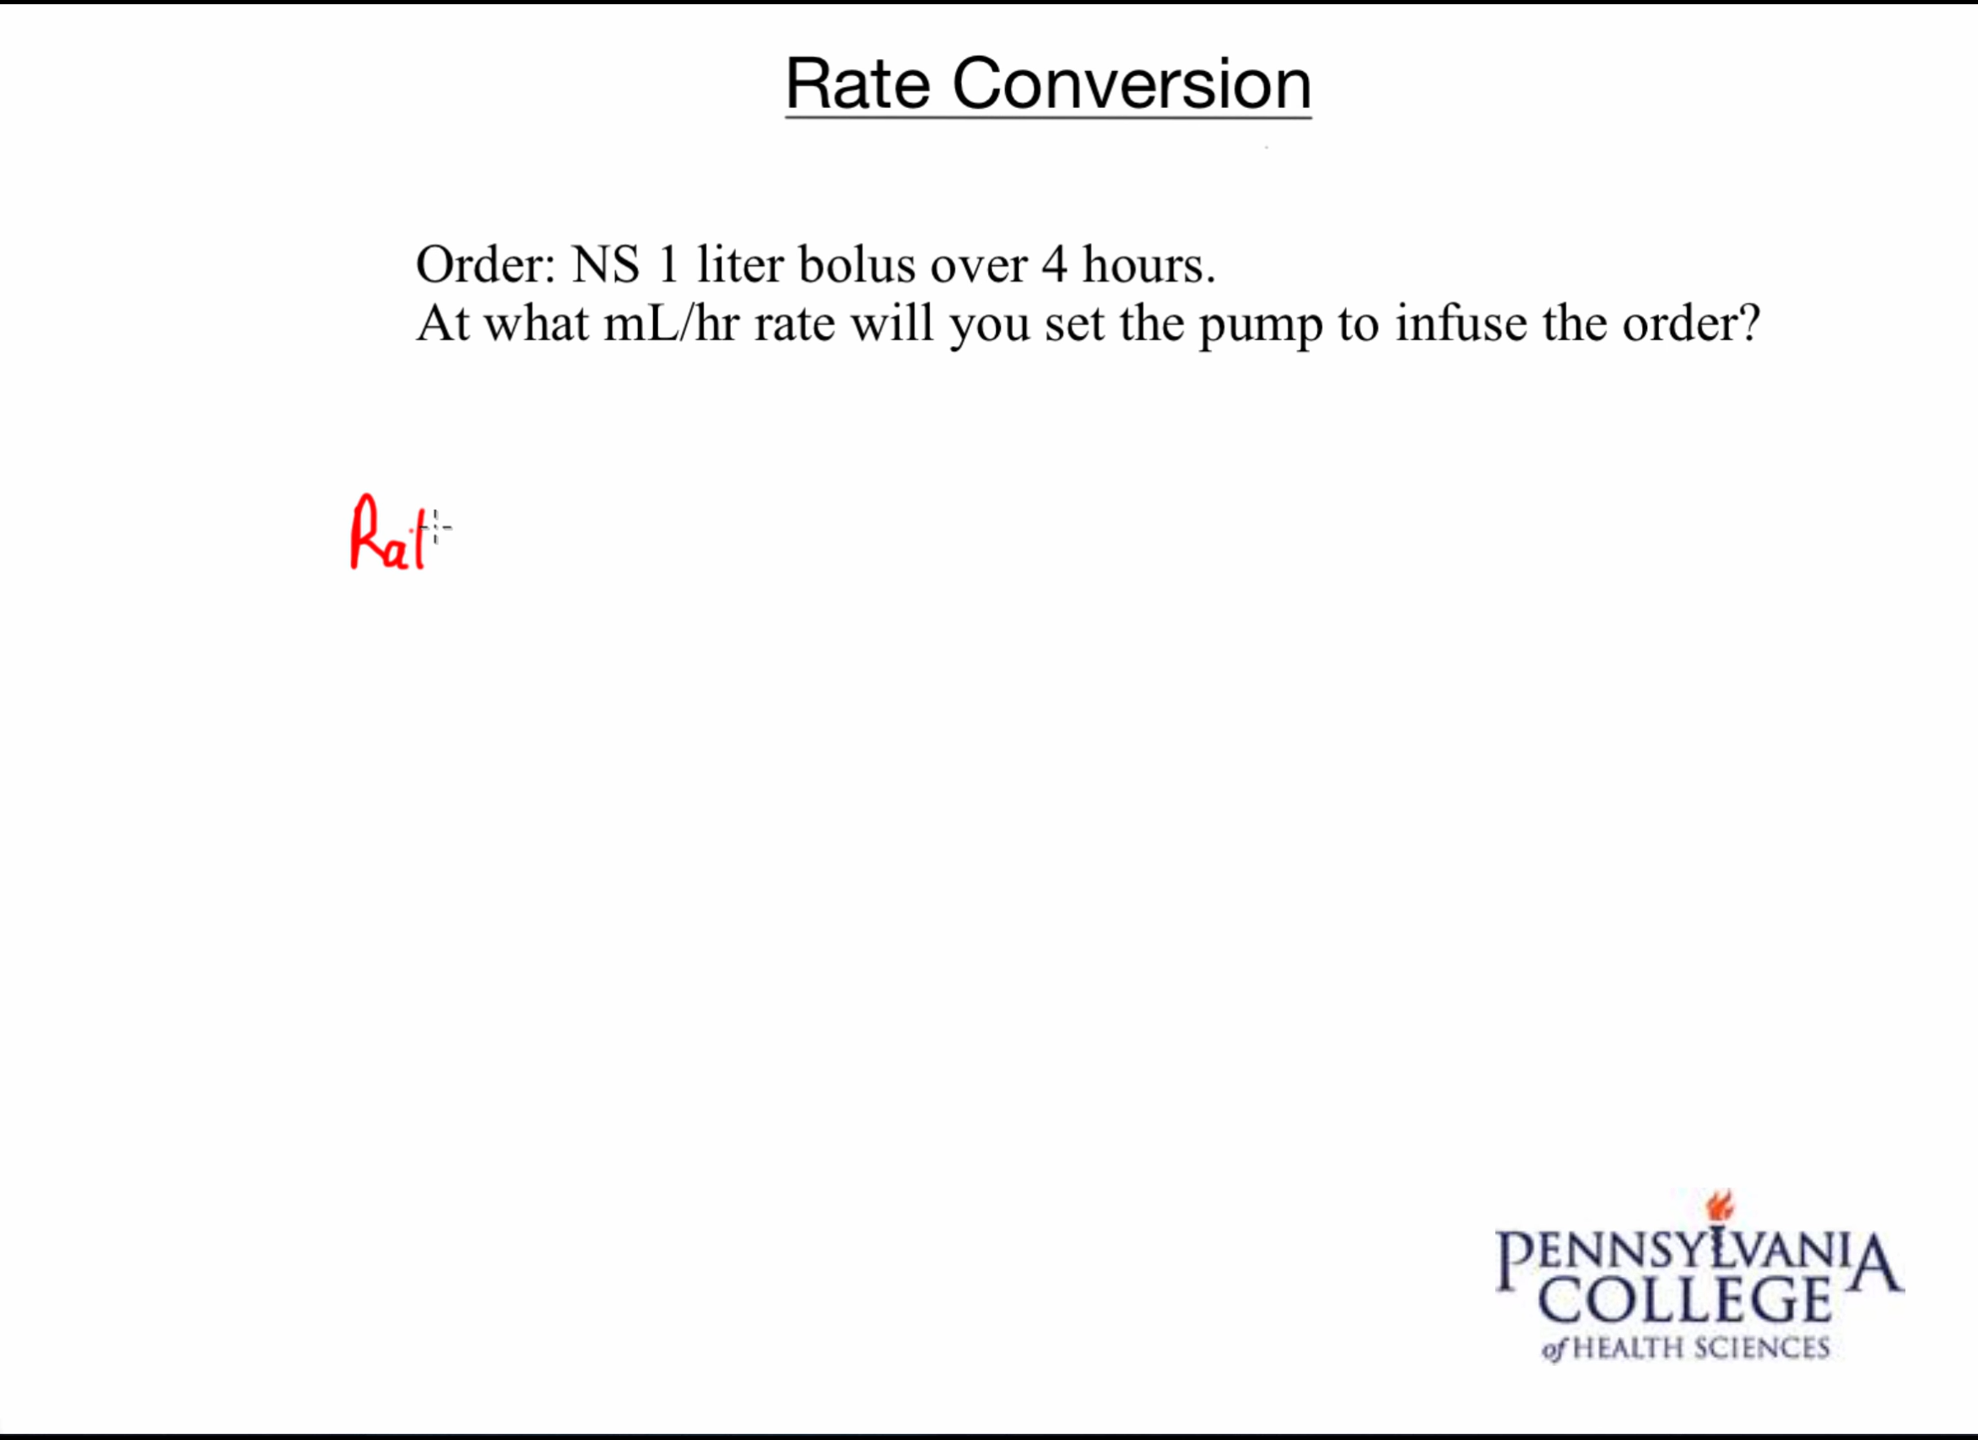 Rate Conversion
Order: NS 1 liter bolus over 4 hours.
At what mL/hr rate will you set the pump to infuse the order?
Rat
PENNSYLVANIA
COLLEGE
of HEALTH SCIENCES